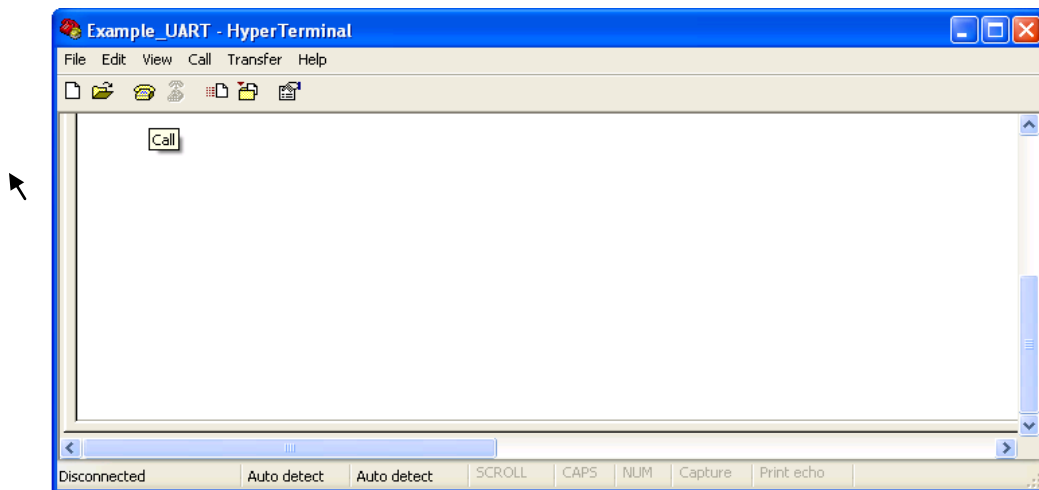 Example_UART - HyperTerminal
File Edit View Call Transfer Help
Call
Disconnected Auto detect Auto detect SCROLL CAPS NUM Capture Print echo